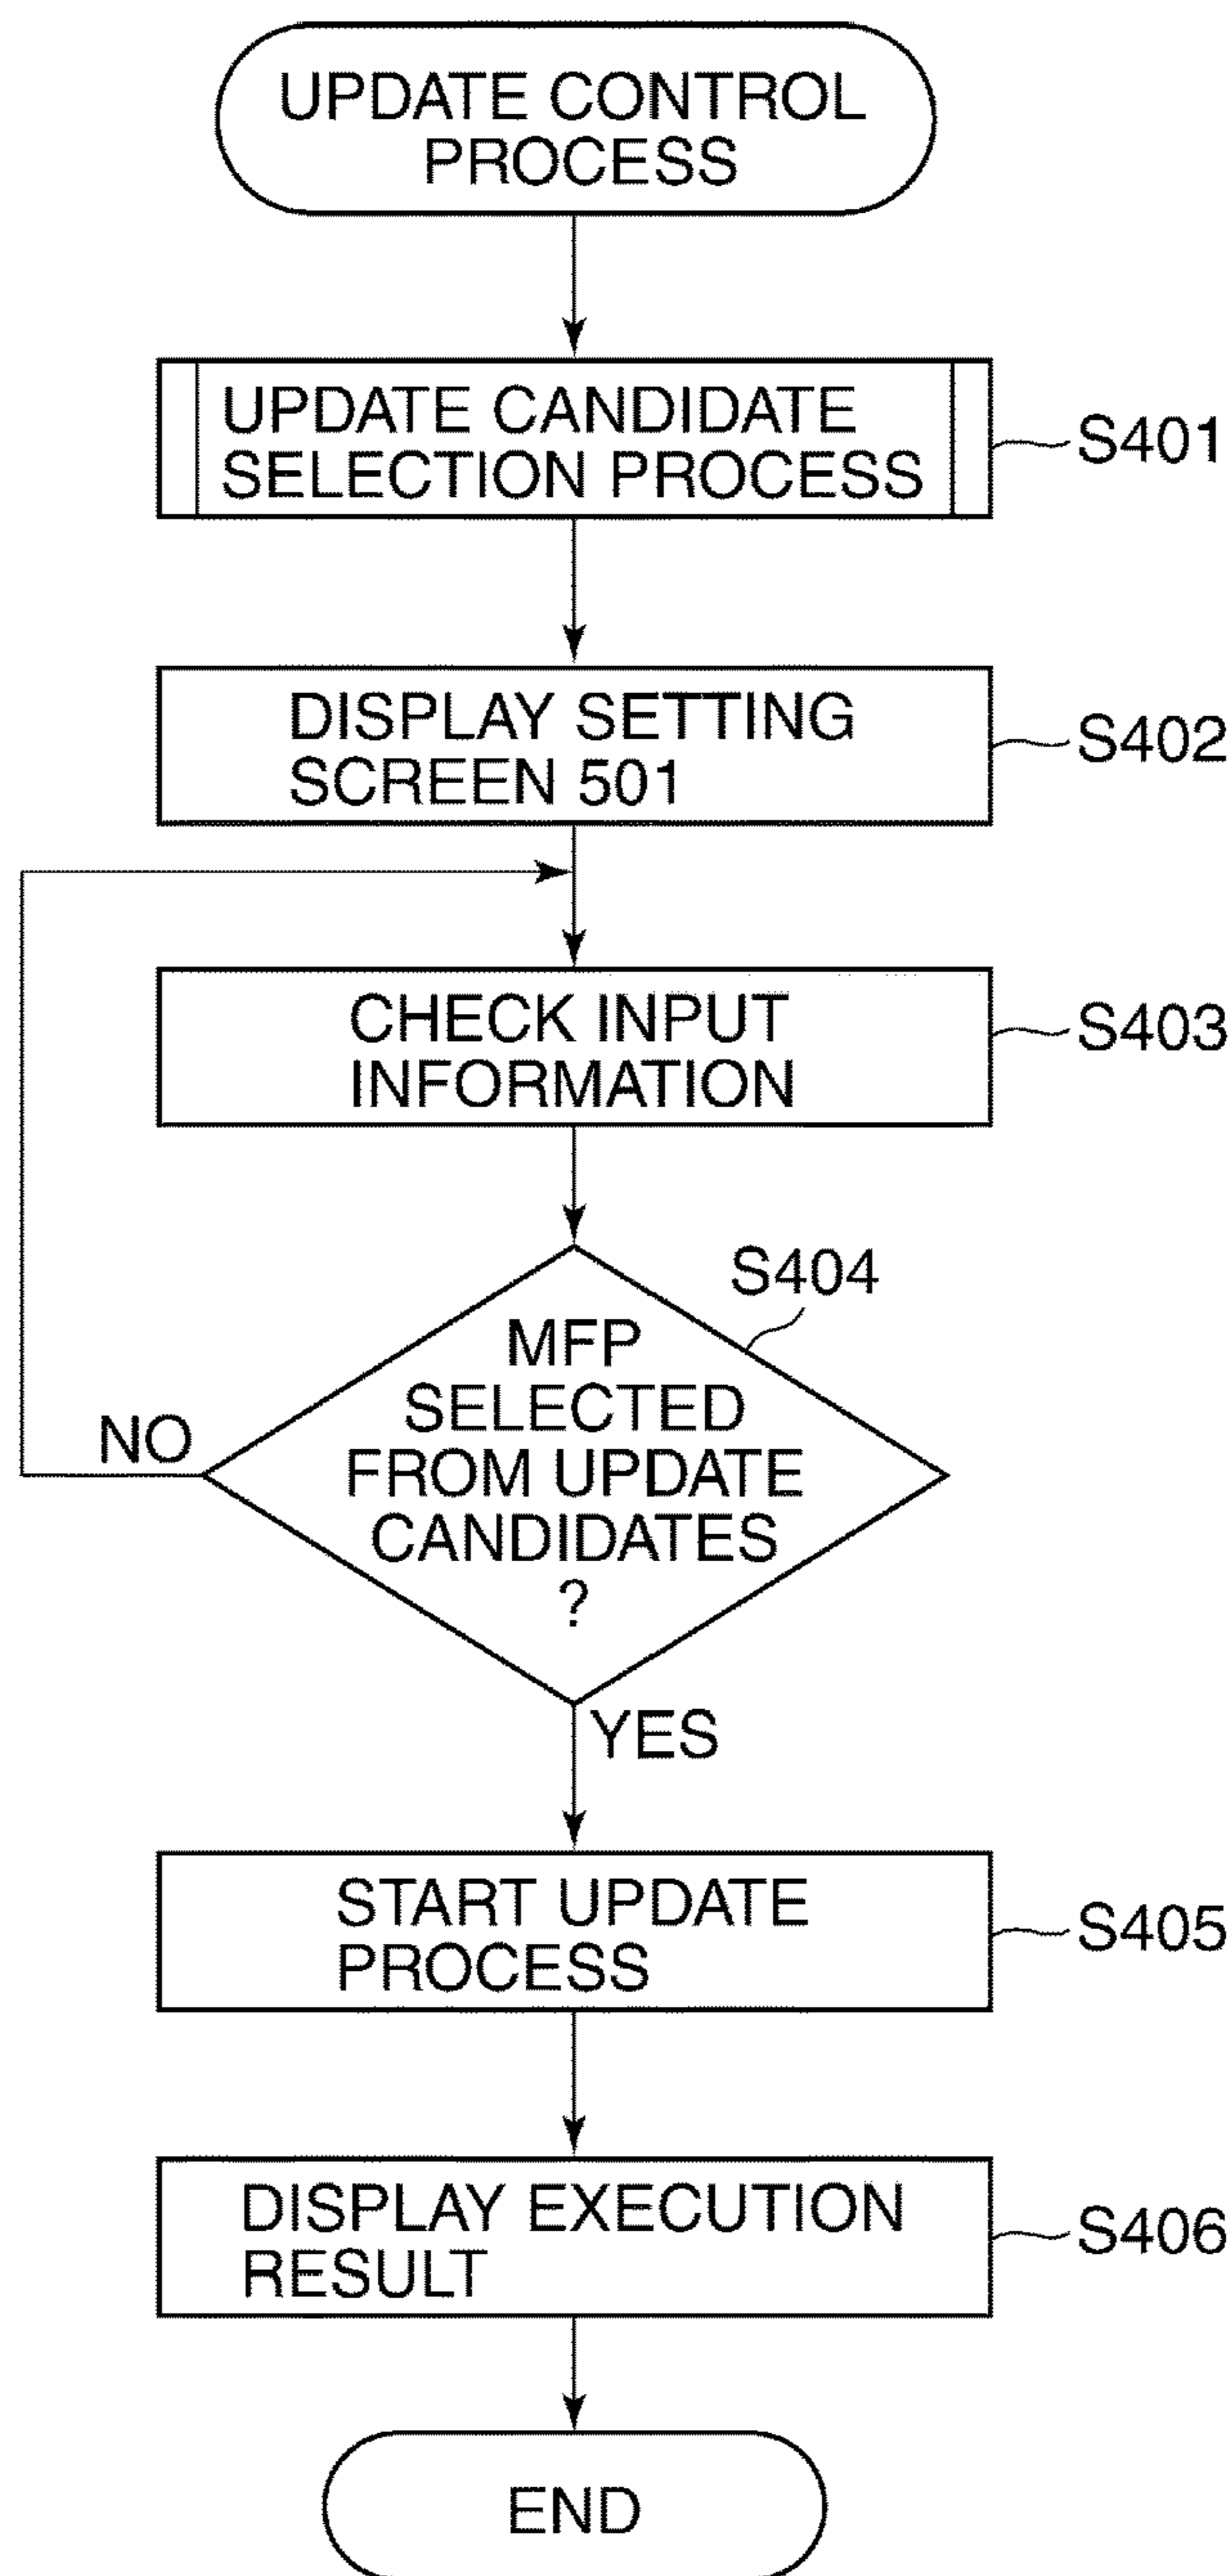 UPDATE CONTROL
PROCESS
UPDATE CANDIDATE
SELECTION PROCESS
S401
DISPLAY SETTING
SCREEN 501
S402
CHECK INPUT
INFORMATION
S403
S404
MFP
SELECTED
FROM UPDATE
CANDIDATES
?
NO
YES
START UPDATE
PROCESS
S405
DISPLAY EXECUTION
RESULT
S406
END